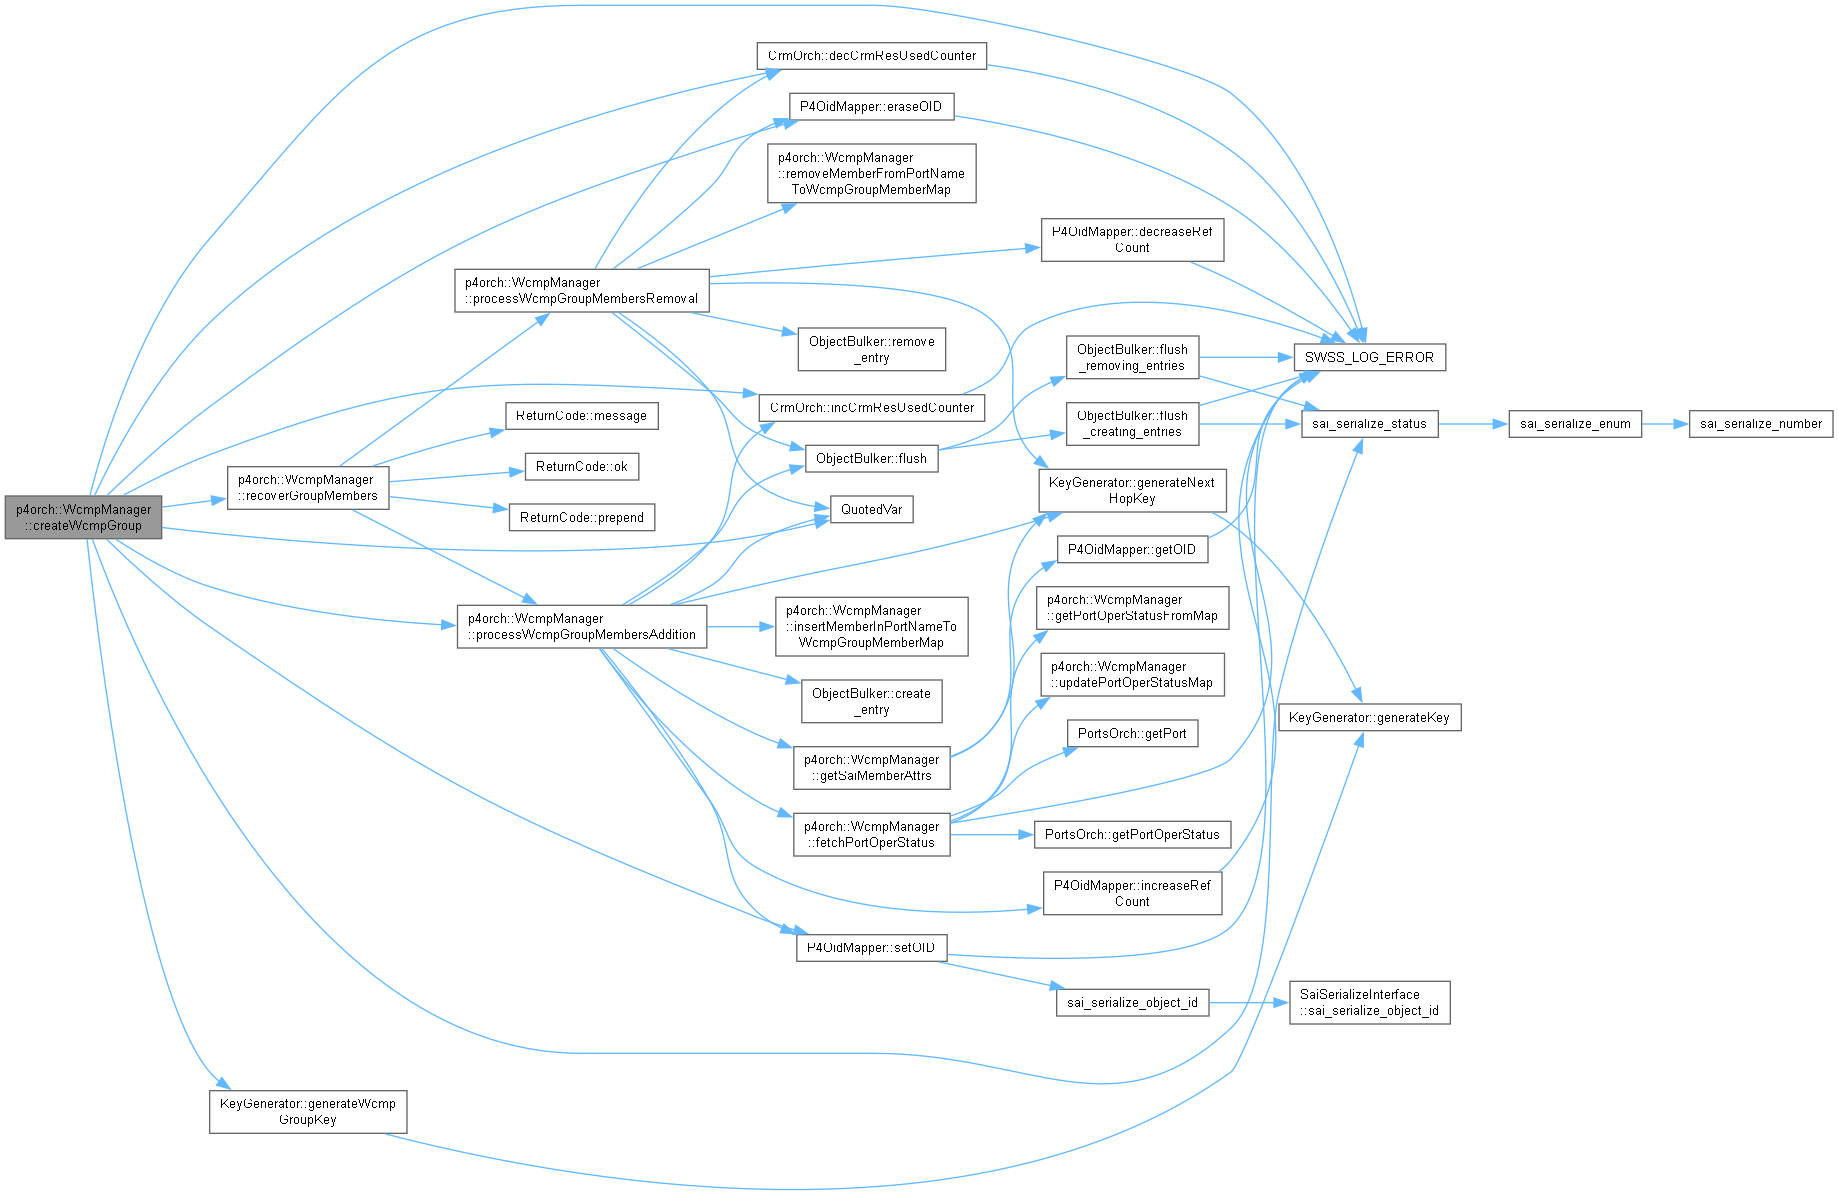 p4orch::WcmpManager
::createWcmpGroup
p4orch::WcmpManager
::recoverGroupMembers
KeyGenerator::generateWcmp
GroupKey
p4orch::WcmpManager
::processWcmpGroupMembersRemoval
ReturnCode::message
ReturnCode::ok
ReturnCode::prepend
p4orch::WcmpManager
::processWcmpGroupMembersAddition
CrmOrch::decCrmResUsedCounter
P4OidMapper::eraseOID
p4orch::WcmpManager
::removeMemberFromPortName
ToWcmpGroupMemberMap
ObjectBulker::remove
_entry
CrmOrch::incCrmResUsedCounter
ObjectBulker::flush
QuotedVar
p4orch::WcmpManager
::insertMemberInPortNameTo
WcmpGroupMemberMap
ObjectBulker::create
_entry
p4orch::WcmpManager
::getSaiMemberAttrs
p4orch::WcmpManager
::fetchPortOperStatus
P4OidMapper::setOID
P4OidMapper::decreaseRef
Count
ObjectBulker::flush
_removing_entries
ObjectBulker::flush
_creating_entries
KeyGenerator::generateNext
HopKey
P4OidMapper::getOID
p4orch::WcmpManager
::getPortOperStatusFromMap
p4orch::WcmpManager
::updatePortOperStatusMap
PortsOrch::getPort
PortsOrch::getPortOperStatus
P4OidMapper::increaseRef
Count
sai_serialize_object_id
SWSS_LOG_ERROR
sai_serialize_status
KeyGenerator::generateKey
SaiSerializeInterface
::sai_serialize_object_id
sai_serialize_enum
sai_serialize_number